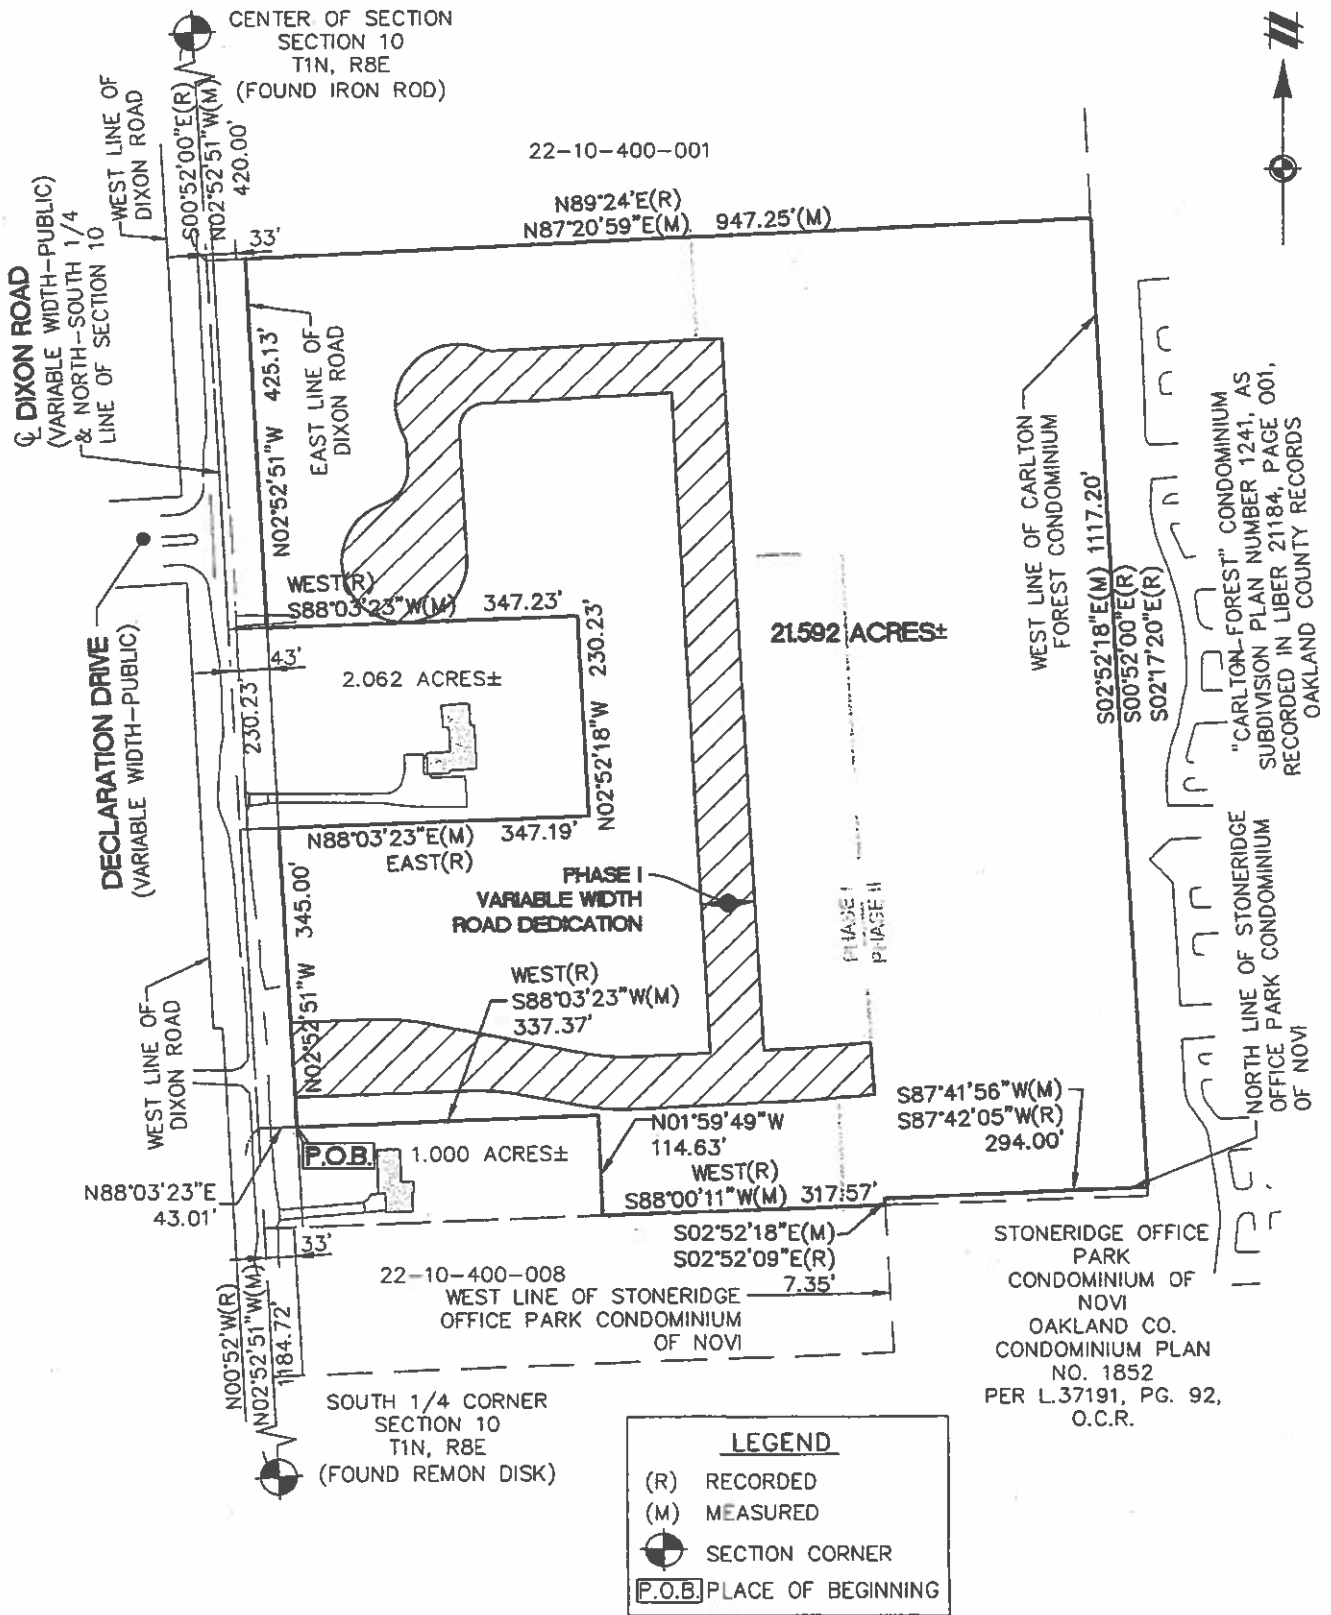 CENTER OF SECTION
SECTION 10
T1N, R8E
(FOUND IRON ROD)
WEST LINE OF
DIXON ROAD
S00°52'00"E(R)
N02°52'51"W(M)
420.00'
22-10-400-001
N89°24'E(R)
N87°20'59"E(M) 947.25'(M)
33'
℄ DIXON ROAD
(VARIABLE WIDTH-PUBLIC)
& NORTH-SOUTH 1/4
LINE OF SECTION 10
N02°52'51"W 425.13'
EAST LINE OF
DIXON ROAD
WEST LINE OF CARLTON
FOREST CONDOMINIUM
S02°52'18"E(M) 1117.20'
S00°52'00"E(R)
S02°17'20"E(R)
"CARLTON FOREST" CONDOMINIUM
SUBDIVISION PLAN NUMBER 1241, AS
RECORDED IN LIBER 21184, PAGE 001,
OAKLAND COUNTY RECORDS
WEST(R)
S88°03'23"W(M) 347.23'
43'
2.062 ACRES±
230.23'
N02°52'18"W 230.23'
21.592 ACRES±
DECLARATION DRIVE
(VARIABLE WIDTH-PUBLIC)
N88°03'23"E(M) 347.19'
EAST(R)
PHASE I
VARIABLE WIDTH
ROAD DEDICATION
PHASE I
PHASE II
N02°52'51"W 345.00'
WEST(R)
S88°03'23"W(M)
337.37'
WEST LINE OF
DIXON ROAD
NORTH LINE OF STONERIDGE
OFFICE PARK CONDOMINIUM
OF NOVI
S87°41'56"W(M)
S87°42'05"W(R)
294.00'
N01°59'49"W
114.63'
P.O.B.
1.000 ACRES±
WEST(R)
S88°00'11"W(M) 317.57'
N88°03'23"E
43.01'
S02°52'18"E(M)
S02°52'09"E(R)
7.35'
33'
22-10-400-008
WEST LINE OF STONERIDGE
OFFICE PARK CONDOMINIUM
OF NOVI
STONERIDGE OFFICE
PARK
CONDOMINIUM OF
NOVI
OAKLAND CO.
CONDOMINIUM PLAN
NO. 1852
PER L.37191, PG. 92,
O.C.R.
N00°52'W(R)
N02°52'51"W(M)
1184.72'
SOUTH 1/4 CORNER
SECTION 10
T1N, R8E
(FOUND REMON DISK)
LEGEND
(R) RECORDED
(M) MEASURED
SECTION CORNER
P.O.B. PLACE OF BEGINNING